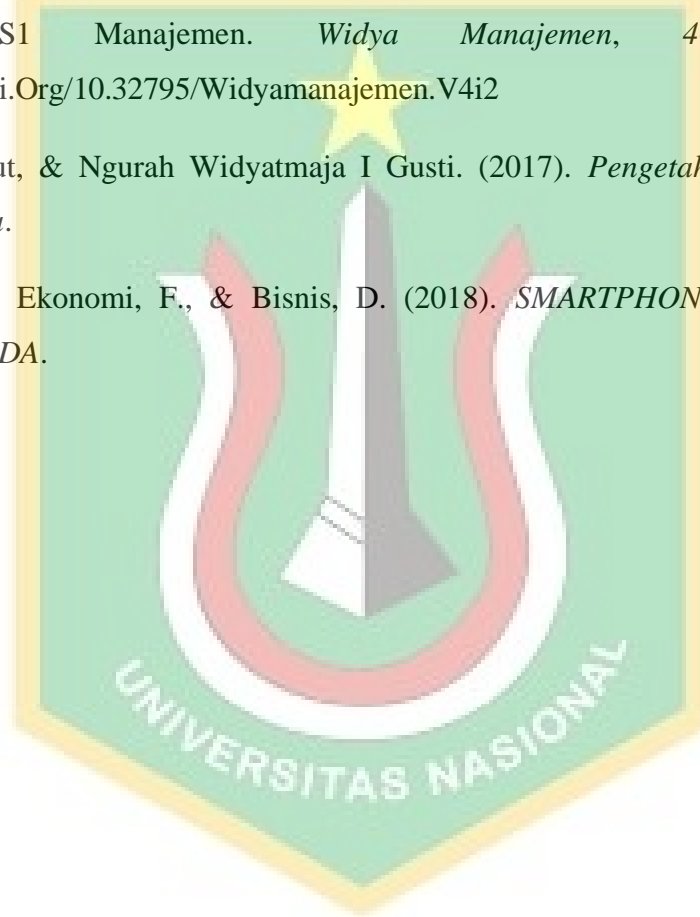 S1 Manajemen. Widya Manajemen, 4
i.Org/10.32795/Widyamanajemen.V4i2
ut, & Ngurah Widyatmaja I Gusti. (2017). Pengetah
a.
Ekonomi, F., & Bisnis, D. (2018). SMARTPHON
DA.
UNIVERSITAS NASIONAL